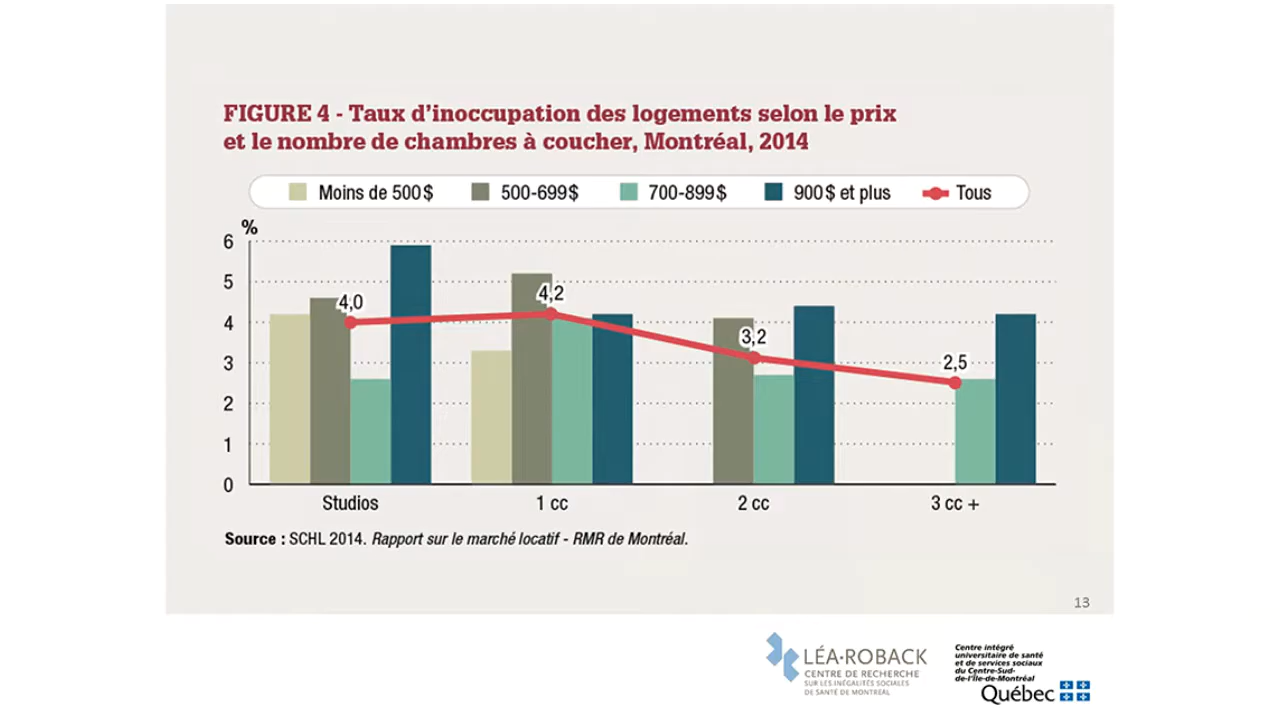 FIGURE 4 - Taux d’inoccupation des logements selon le prix
et le nombre de chambres à coucher, Montréal, 2014
Moins de 500 $ 500-699 $ 700-899 $ 900 $ et plus Tous
%
6
5
4
3
2
1
0
4,0
4,2
3,2
2,5
Studios 1 cc 2 cc 3 cc +
Source : SCHL 2014. Rapport sur le marché locatif - RMR de Montréal.
13
LÉA·ROBACK
CENTRE DE RECHERCHE
SUR LES INÉGALITÉS SOCIALES
DE SANTÉ DE MONTRÉAL
Centre intégré
universitaire de santé
et de services sociaux
du Centre-Sud-
de-l’Île-de-Montréal
Québec